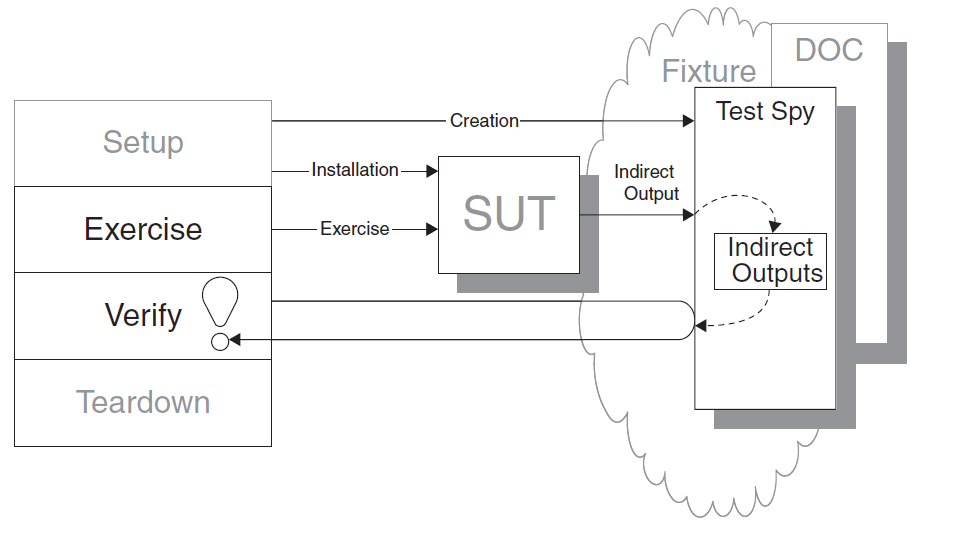 DOC
Fixture
Test Spy
Creation
Setup
Installation
Indirect
Output
SUT
Exercise
Exercise
Indirect
Outputs
Verify
Teardown